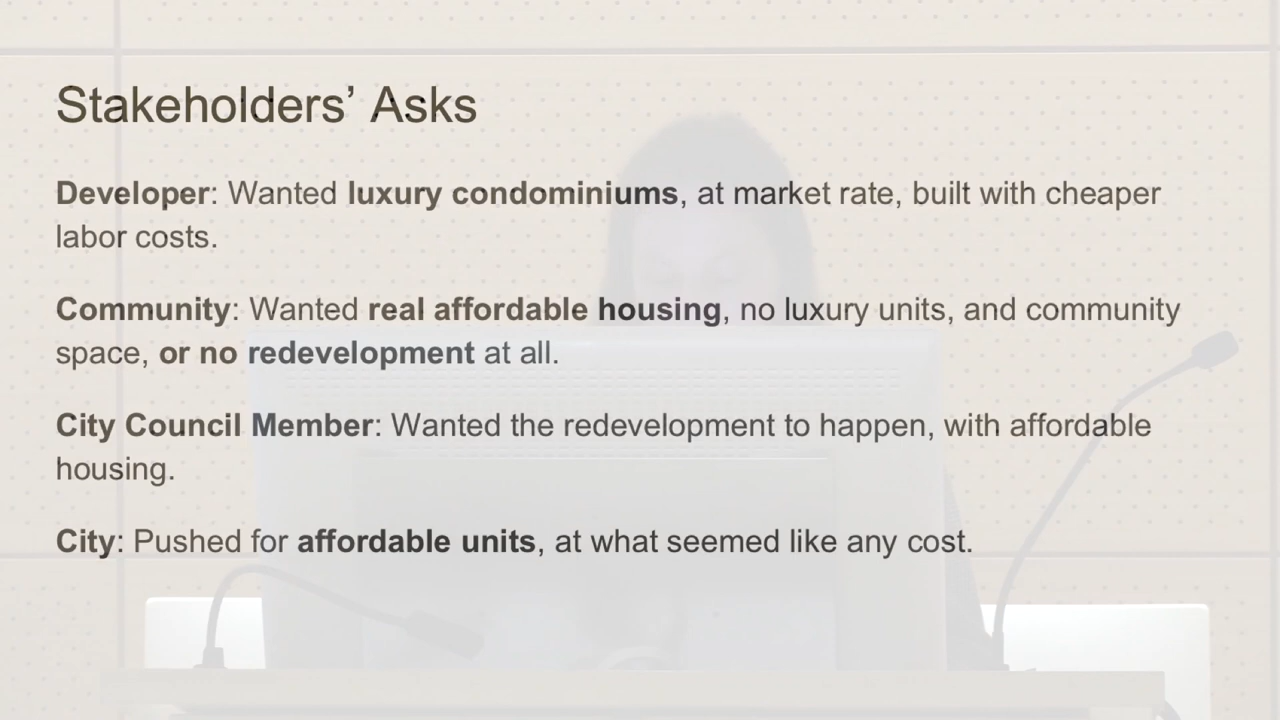 Stakeholders’ Asks
Developer: Wanted luxury condominiums, at market rate, built with cheaper
labor costs.
Community: Wanted real affordable housing, no luxury units, and community
space, or no redevelopment at all.
City Council Member: Wanted the redevelopment to happen, with affordable
housing.
City: Pushed for affordable units, at what seemed like any cost.